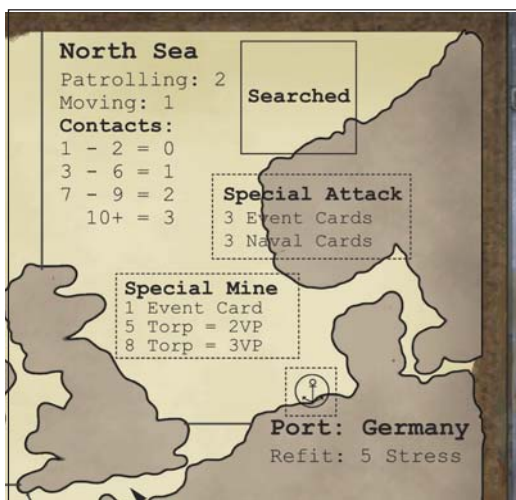 North Sea
Patrolling: 2
Moving: 1
Contacts:
1 - 2 = 0
3 - 6 = 1
7 - 9 = 2
10+ = 3
Searched
Special Attack
3 Event Cards
3 Naval Cards
Special Mine
1 Event Card
5 Torp = 2VP
8 Torp = 3VP
Port: Germany
Refit: 5 Stress